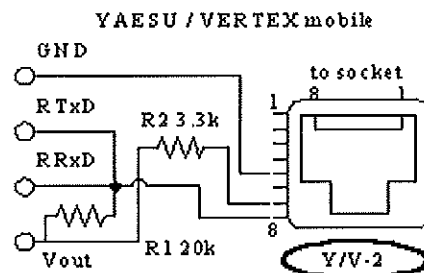 YAESU / VERTEX mobile
GND
to socket
8 1
RTxD
1
R2 3.3k
RRxD
8
Vout
R1 20k
Y/V-2